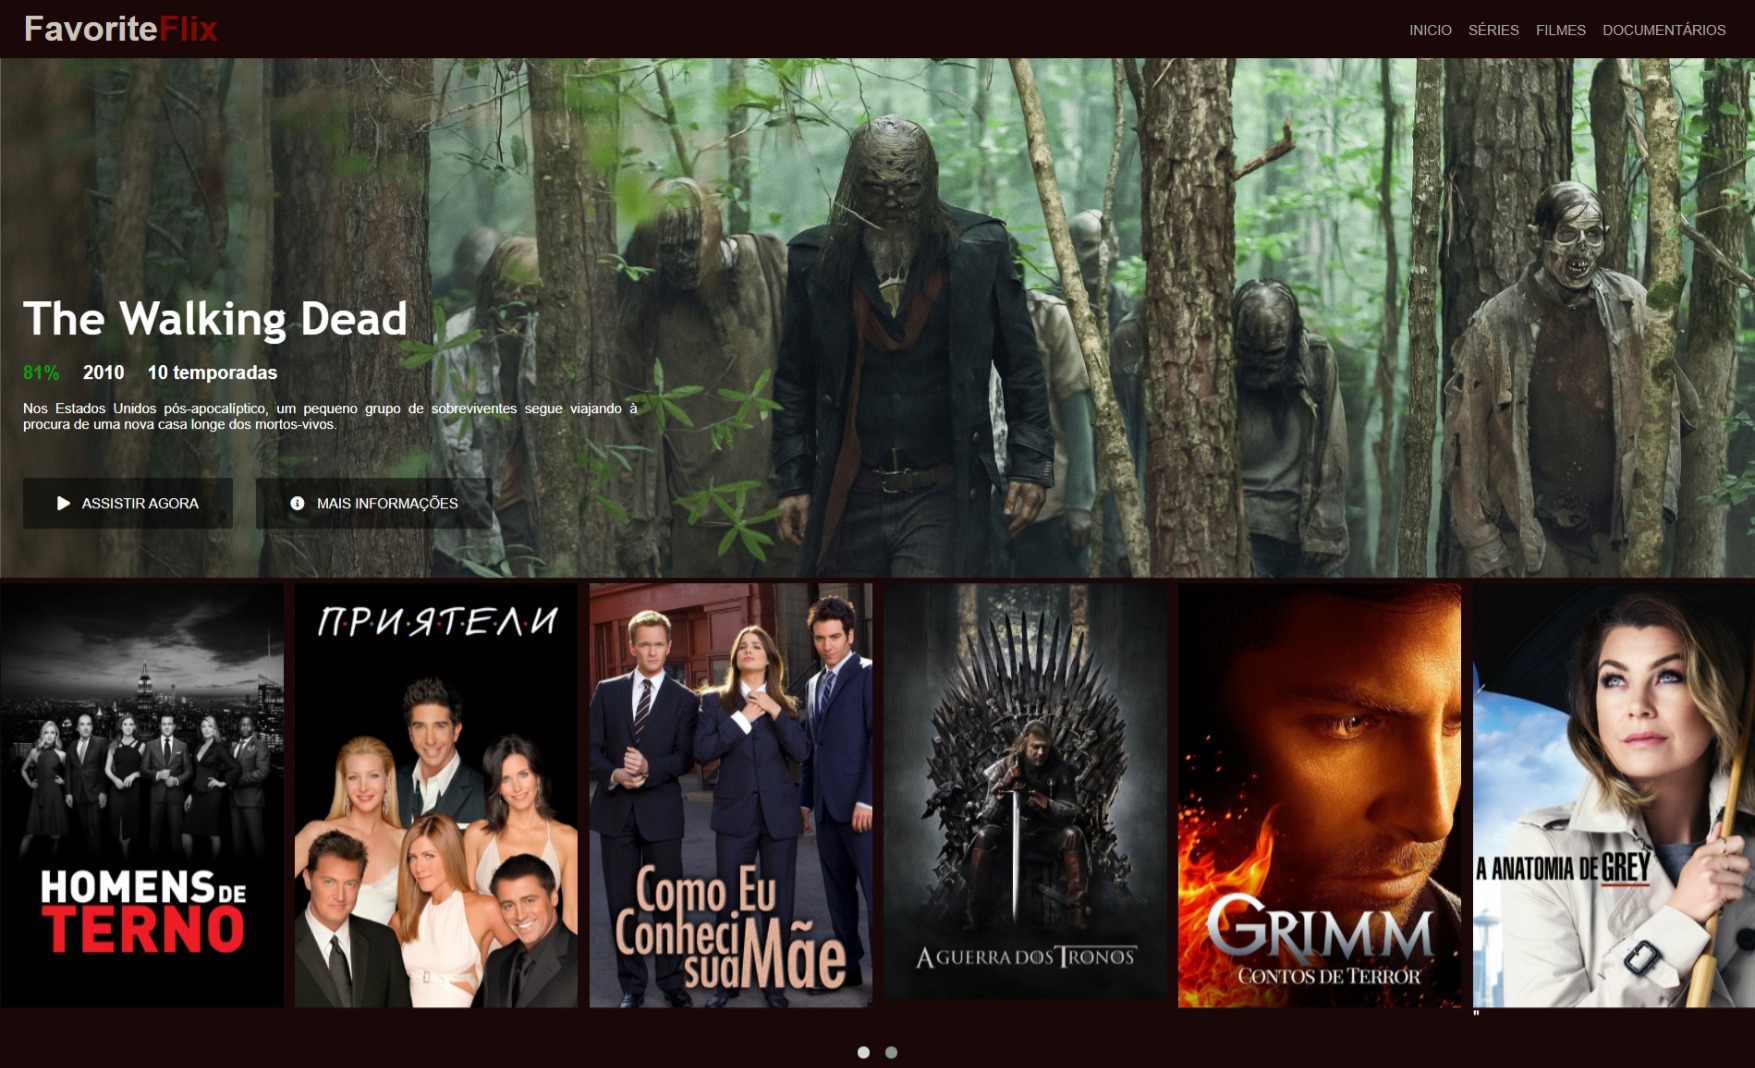 FavoriteFlix
INICIO SÉRIES FILMES DOCUMENTÁRIOS
The Walking Dead
81% 2010 10 temporadas
Nos Estados Unidos pós-apocalíptico, um pequeno grupo de sobreviventes segue viajando à
procura de uma nova casa longe dos mortos-vivos.
ASSISTIR AGORA MAIS INFORMAÇÕES
HOMENS DE
TERNO
П·Р·И·Я·Т·Е·Л·И
Como Eu
Conheci
sua Mãe
A GUERRA DOS TRONOS
GRIMM
CONTOS DE TERROR
A ANATOMIA DE GREY
"